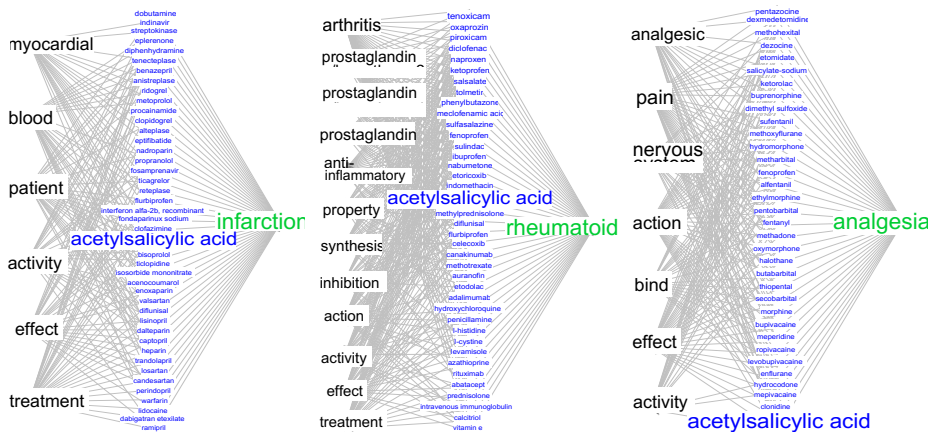 myocardial
blood
patient
activity
effect
treatment
dobutamine
indinavir
streptokinase
eplerenone
diphenhydramine
tenecteplase
benazepril
anistreplase
ridogrel
metoprolol
procainamide
clopidogrel
alteplase
eptifibatide
nadroparin
propranolol
fosamprenavir
ticagrelor
reteplase
flurbiprofen
interferon alfa-2b, recombinant
fondaparinux sodium
clofazimine
acetylsalicylic acid
bisoprolol
ticlopidine
isosorbide mononitrate
acenocoumarol
enoxaparin
valsartan
diflunisal
lisinopril
dalteparin
captopril
heparin
trandolapril
losartan
candesartan
perindopril
warfarin
lidocaine
dabigatran etexilate
ramipril
infarction
arthritis
prostaglandin
prostaglandin
prostaglandin
anti-
inflammatory
property
synthesis
inhibition
action
activity
effect
treatment
tenoxicam
oxaprozin
piroxicam
diclofenac
naproxen
ketoprofen
salsalate
tolmetin
phenylbutazone
meclofenamic acid
sulfasalazine
fenoprofen
sulindac
ibuprofen
nabumetone
etoricoxib
indomethacin
acetylsalicylic acid
methylprednisolone
diflunisal
flurbiprofen
celecoxib
canakinumab
methotrexate
auranofin
etodolac
adalimumab
hydroxychloroquine
penicillamine
l-histidine
l-cystine
levamisole
azathioprine
rituximab
abatacept
prednisolone
intravenous immunoglobulin
calcitriol
vitamin e
rheumatoid
analgesic
pain
nervous
system
action
bind
effect
activity
pentazocine
dexmedetomidine
methohexital
dezocine
etomidate
salicylate-sodium
ketorolac
buprenorphine
dimethyl sulfoxide
sufentanil
methoxyflurane
hydromorphone
metharbital
fenoprofen
alfentanil
ethylmorphine
pentobarbital
fentanyl
methadone
oxymorphone
halothane
butabarbital
thiopental
secobarbital
morphine
bupivacaine
meperidine
ropivacaine
levobupivacaine
enflurane
hydrocodone
mepivacaine
clonidine
acetylsalicylic acid
analgesia